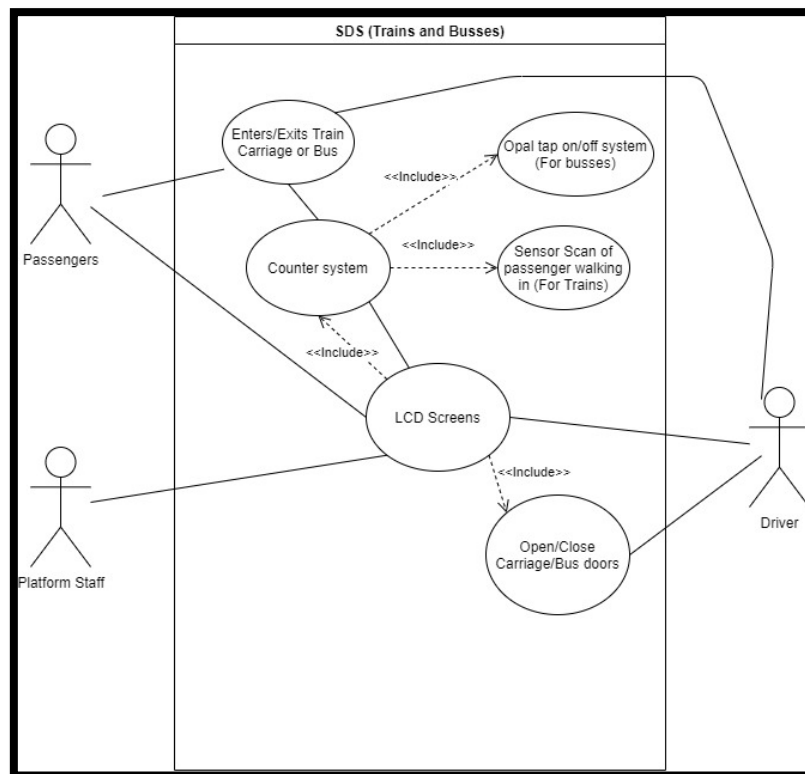 SDS (Trains and Busses)
Enters/Exits Train
Carriage or Bus
Opal tap on/off system
(For busses)
<<Include>>
Passengers
Counter system
<<Include>>
Sensor Scan of
passenger walking
in (For Trains)
<<Include>>
LCD Screens
<<Include>>
Platform Staff
Open/Close
Carriage/Bus doors
Driver